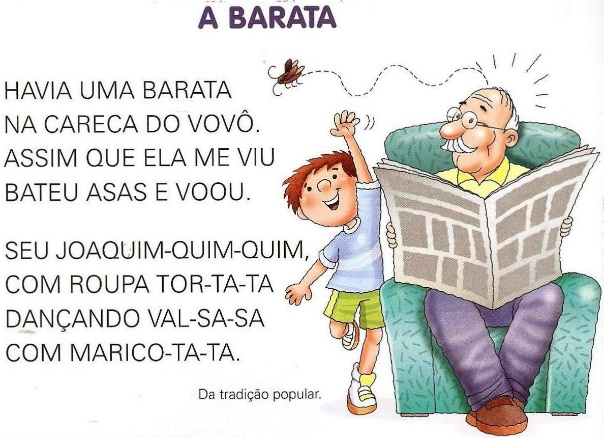 A BARATA
HAVIA UMA BARATA
NA CARECA DO VOVÔ.
ASSIM QUE ELA ME VIU
BATEU ASAS E VOOU.
SEU JOAQUIM-QUIM-QUIM,
COM ROUPA TOR-TA-TA
DANÇANDO VAL-SA-SA
COM MARICO-TA-TA.
Da tradição popular.